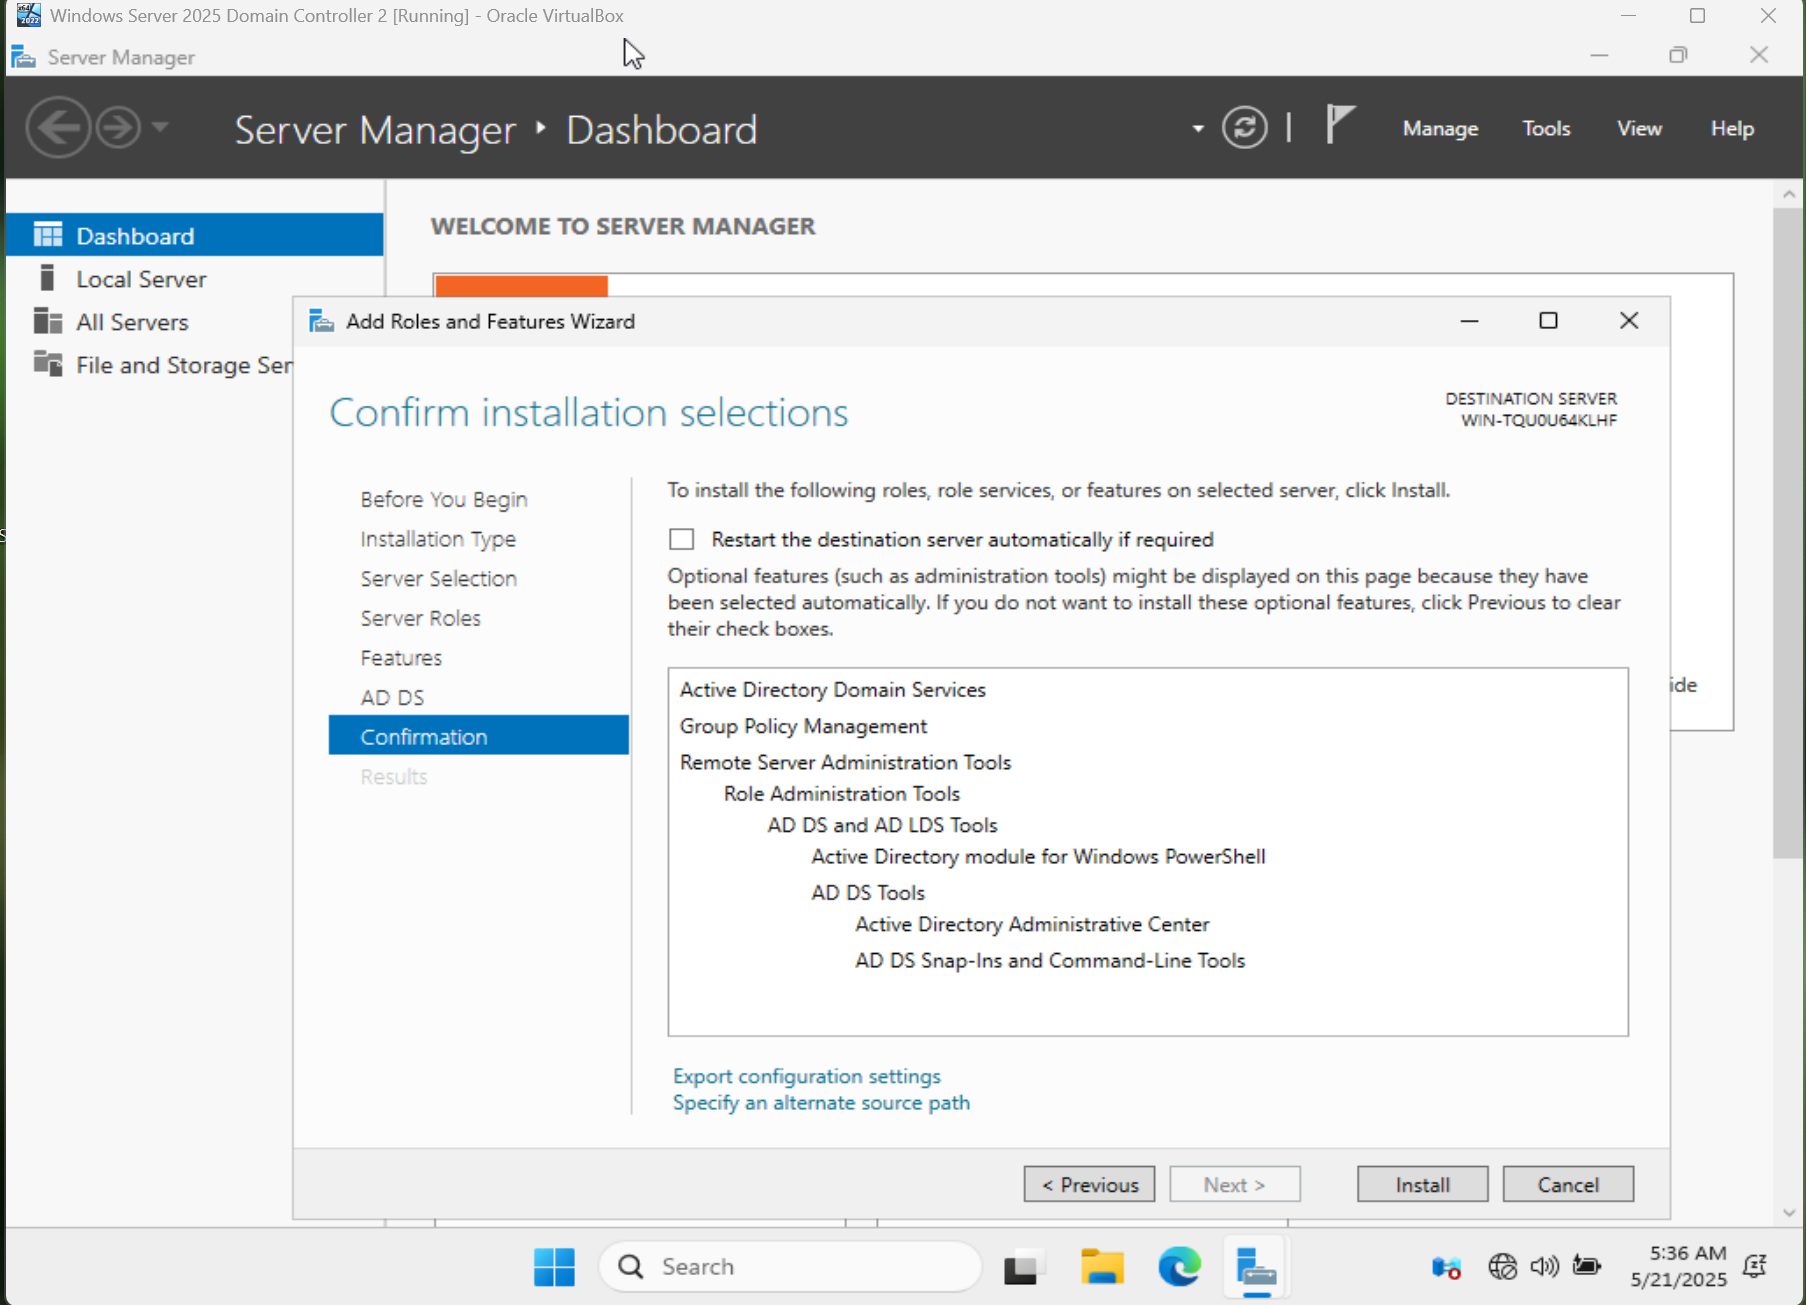 Windows Server 2025 Domain Controller 2 [Running] - Oracle VirtualBox
Server Manager
Server Manager ‣ Dashboard
Manage
Tools
View
Help
Dashboard
Local Server
All Servers
File and Storage Ser
WELCOME TO SERVER MANAGER
Add Roles and Features Wizard
Confirm installation selections
DESTINATION SERVER
WIN-TQU0U64KLHF
Before You Begin
Installation Type
Server Selection
Server Roles
Features
AD DS
Confirmation
Results
To install the following roles, role services, or features on selected server, click Install.
Restart the destination server automatically if required
Optional features (such as administration tools) might be displayed on this page because they have
been selected automatically. If you do not want to install these optional features, click Previous to clear
their check boxes.
Active Directory Domain Services
Group Policy Management
Remote Server Administration Tools
Role Administration Tools
AD DS and AD LDS Tools
Active Directory module for Windows PowerShell
AD DS Tools
Active Directory Administrative Center
AD DS Snap-Ins and Command-Line Tools
ide
Export configuration settings
Specify an alternate source path
< Previous
Next >
Install
Cancel
Search
5:36 AM
5/21/2025